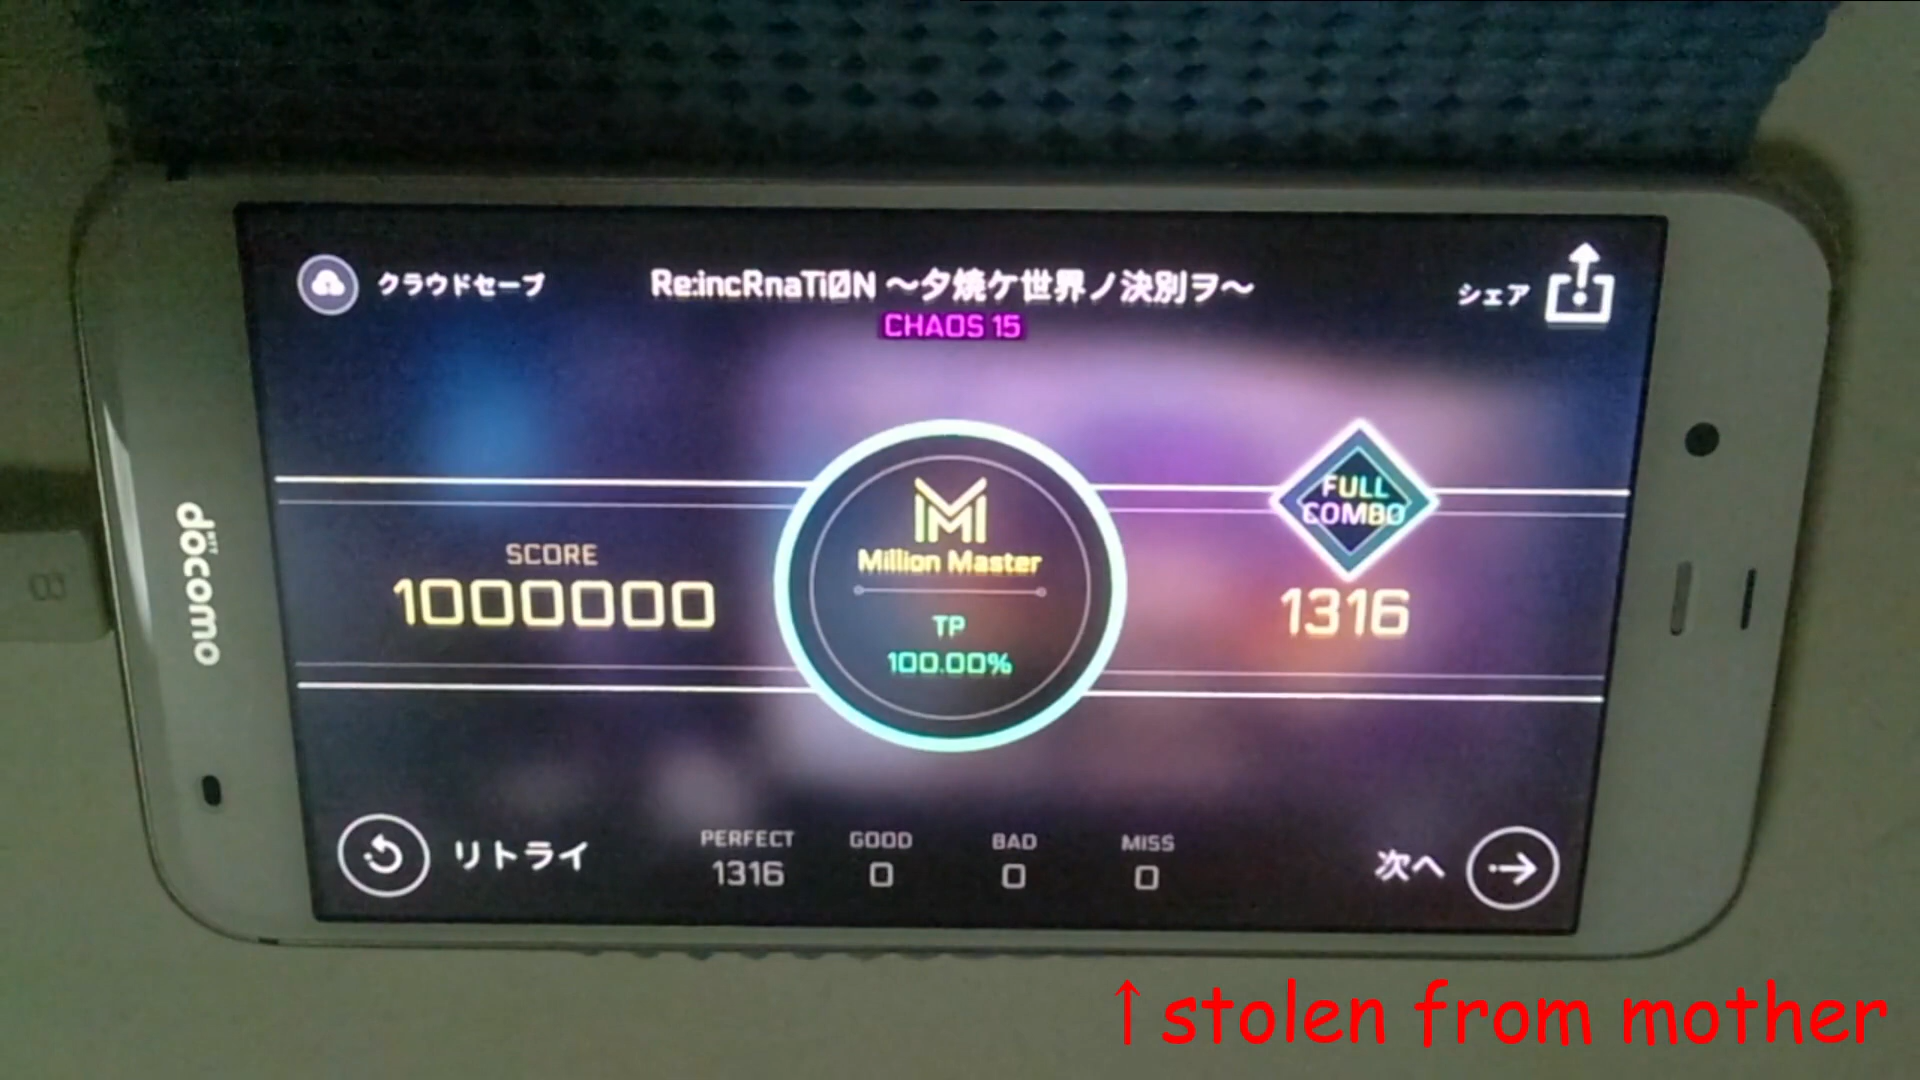 クラウドセーブ
Re:incRnaTiØN ～夕焼ケ世界ノ決別ヲ～
シェア
CHAOS 15
FULL
COMBO
M
Million Master
SCORE
1000000
1316
TP
100.00%
NTT
docomo
8
リトライ
PERFECT
1316
GOOD
0
BAD
0
MISS
0
次へ
↑stolen from mother